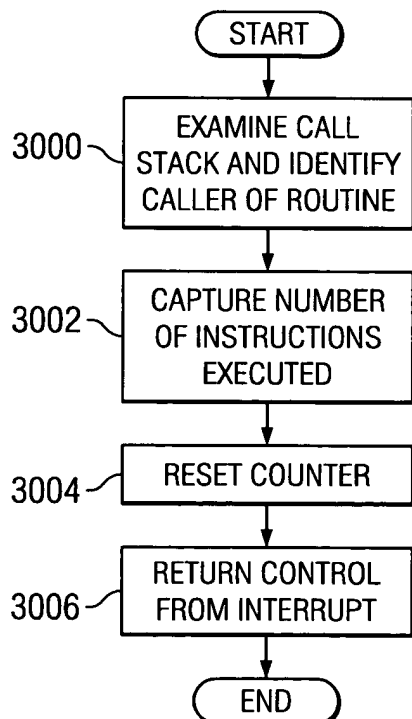 START
3000
EXAMINE CALL
STACK AND IDENTIFY
CALLER OF ROUTINE
3002
CAPTURE NUMBER
OF INSTRUCTIONS
EXECUTED
3004
RESET COUNTER
3006
RETURN CONTROL
FROM INTERRUPT
END